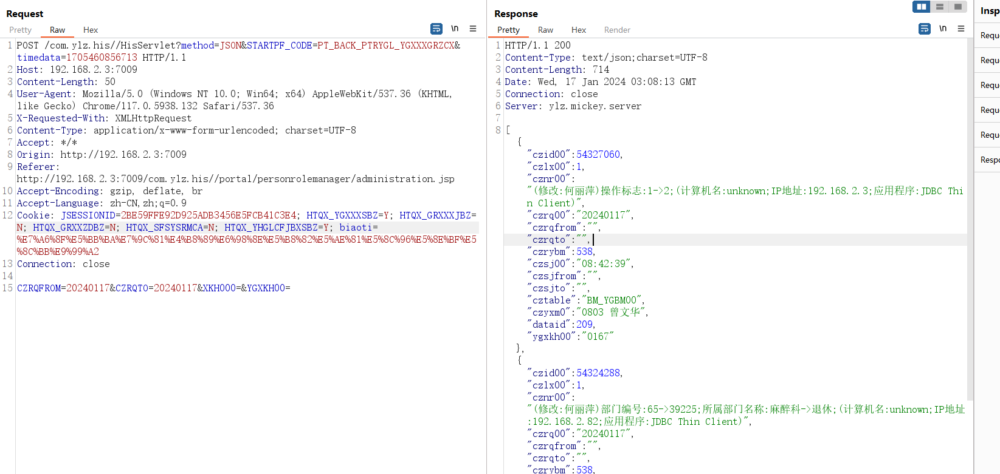 Request
Pretty Raw Hex
\n
1 POST /com.ylz.his//HisServlet?method=JSON&STARTPF_CODE=PT_BACK_PTRYGL_YGXXXGRZCX&
timedata=1705460856713 HTTP/1.1
2 Host: 192.168.2.3:7009
3 Content-Length: 50
4 User-Agent: Mozilla/5.0 (Windows NT 10.0; Win64; x64) AppleWebKit/537.36 (KHTML,
like Gecko) Chrome/117.0.5938.132 Safari/537.36
5 X-Requested-With: XMLHttpRequest
6 Content-Type: application/x-www-form-urlencoded; charset=UTF-8
7 Accept: */*
8 Origin: http://192.168.2.3:7009
9 Referer:
http://192.168.2.3:7009/com.ylz.his//portal/personrolemanager/administration.jsp
10 Accept-Encoding: gzip, deflate, br
11 Accept-Language: zh-CN,zh;q=0.9
12 Cookie: JSESSIONID=2BE59FFE92D925ADB3456E5FCB41C3E4; HTQX_YGXXXSBZ=Y; HTQX_GRXXXJBZ=
N; HTQX_GRXXZDBZ=N; HTQX_SFSYSRMCA=N; HTQX_YHGLCFJBXSBZ=Y; biaoti=
%E7%A6%8F%E5%BB%BA%E7%9C%81%E4%B8%89%E6%98%8E%E5%B8%82%E5%AE%81%E5%8C%96%E5%8E%BF%E5
%8C%BB%E9%99%A2
13 Connection: close
14
15 CZRQFROM=20240117&CZRQTO=20240117&XKH000=&YGXKH00=
Response
Pretty Raw Hex Render
\n
1 HTTP/1.1 200
2 Content-Type: text/json;charset=UTF-8
3 Content-Length: 714
4 Date: Wed, 17 Jan 2024 03:08:13 GMT
5 Connection: close
6 Server: ylz.mickey.server
7
8 [
{
"czid00":54327060,
"czlx00":1,
"cznr00":
"(修改:何丽萍)操作标志:1->2;(计算机名:unknown;IP地址:192.168.2.3;应用程序:JDBC Thi
n Client)",
"czrq00":"20240117",
"czrqfrom":"",
"czrqto":"",
"czrybm":538,
"czsj00":"08:42:39",
"czsjfrom":"",
"czsjto":"",
"cztable":"BM_YGBM00",
"czyxm0":"0803 曾文华",
"dataid":209,
"ygxkh00":"0167"
},
{
"czid00":54324288,
"czlx00":1,
"cznr00":
"(修改:何丽萍)部门编号:65->39225;所属部门名称:麻醉科->退休;(计算机名:unknown;IP地址
:192.168.2.82;应用程序:JDBC Thin Client)",
"czrq00":"20240117",
"czrqfrom":"",
"czrqto":"",
"czrybm":538,
Insp
Requ
Requ
Requ
Requ
Requ
Respo